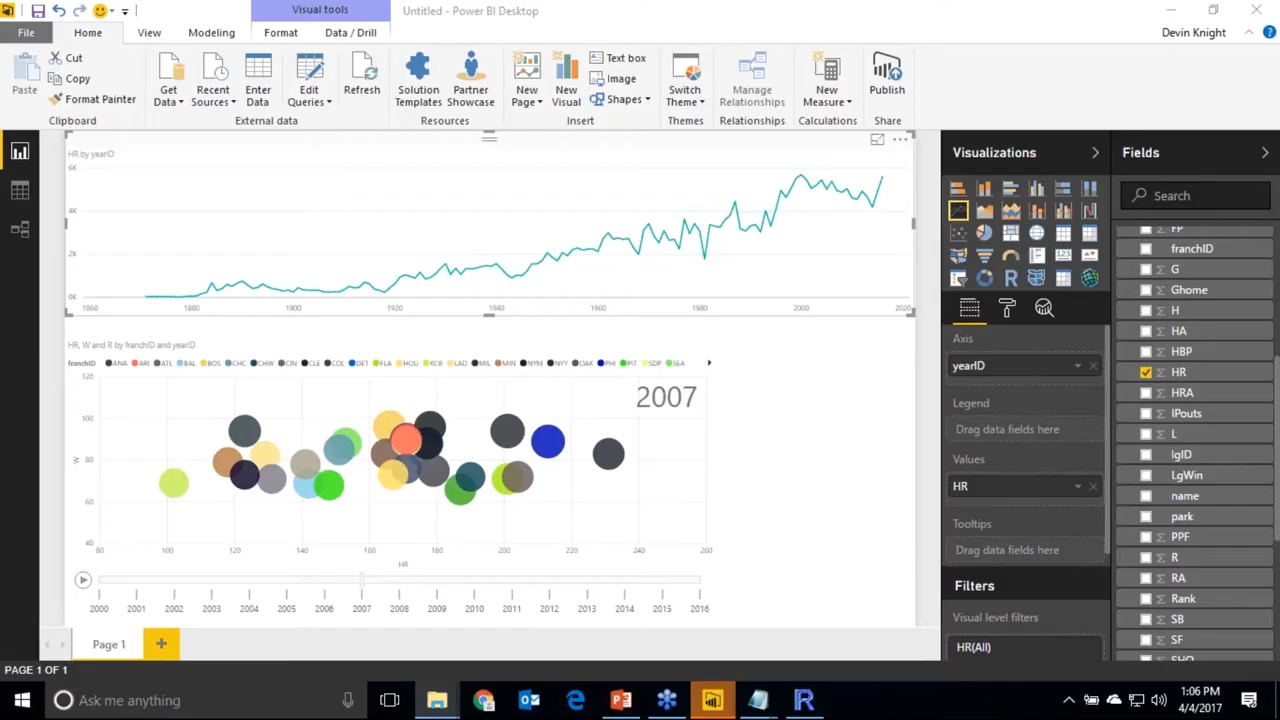 Visual tools
Untitled - Power BI Desktop
File
Home
View
Modeling
Format
Data / Drill
Devin Knight
Paste
Cut
Copy
Format Painter
Clipboard
Get Data
Recent Sources
Enter Data
Edit Queries
Refresh
External data
Solution Templates
Partner Showcase
Resources
New Page
New Visual
Text box
Image
Shapes
Insert
Switch Theme
Themes
Manage Relationships
Relationships
New Measure
Calculations
Publish
Share
HR by yearID
6K
4K
2K
0K
1860 1880 1900 1920 1940 1960 1980 2000 2020
HR, W and R by franchID and yearID
franchID ANA ARI ATL BAL BOS CHC CHW CIN CLE COL DET FLA HOU KCR LAD MIL MIN NYM NYY OAK PHI PIT SDP SEA
2007
120
100
80
60
40
W
80 100 120 140 160 180 200 220 240 260
HR
2000 2001 2002 2003 2004 2005 2006 2007 2008 2009 2010 2011 2012 2013 2014 2015 2016
Page 1
PAGE 1 OF 1
Visualizations
Axis
yearID
Legend
Drag data fields here
Values
HR
Tooltips
Drag data fields here
Filters
Visual level filters
HR(All)
Fields
Search
FP
franchID
G
Ghome
H
HA
HBP
HR
HRA
IPouts
L
lgID
LgWin
name
park
PPF
R
RA
Rank
SB
SF
SHO
Ask me anything
1:06 PM
4/4/2017